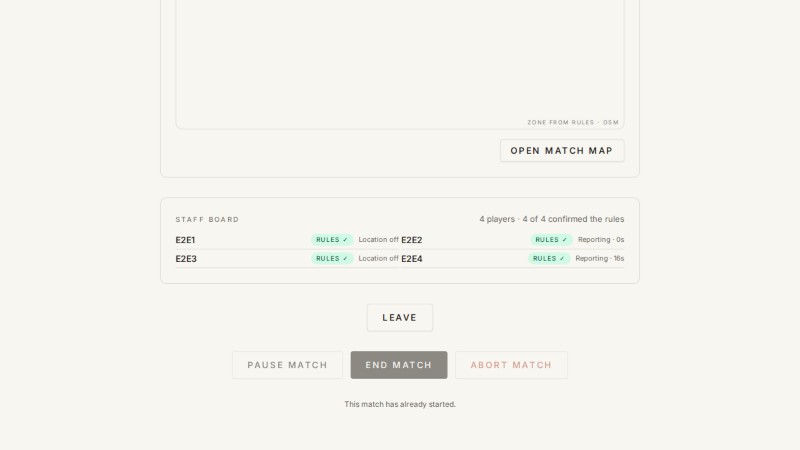 ZONE FROM RULES · OSM
OPEN MATCH MAP
STAFF BOARD 4 players · 4 of 4 confirmed the rules
E2E1 RULES ✓ Location off E2E2 RULES ✓ Reporting · 0s
E2E3 RULES ✓ Location off E2E4 RULES ✓ Reporting · 16s
LEAVE
PAUSE MATCH END MATCH ABORT MATCH
This match has already started.